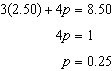 3(2.50) + 4p = 8.50
4p = 1
p = 0.25